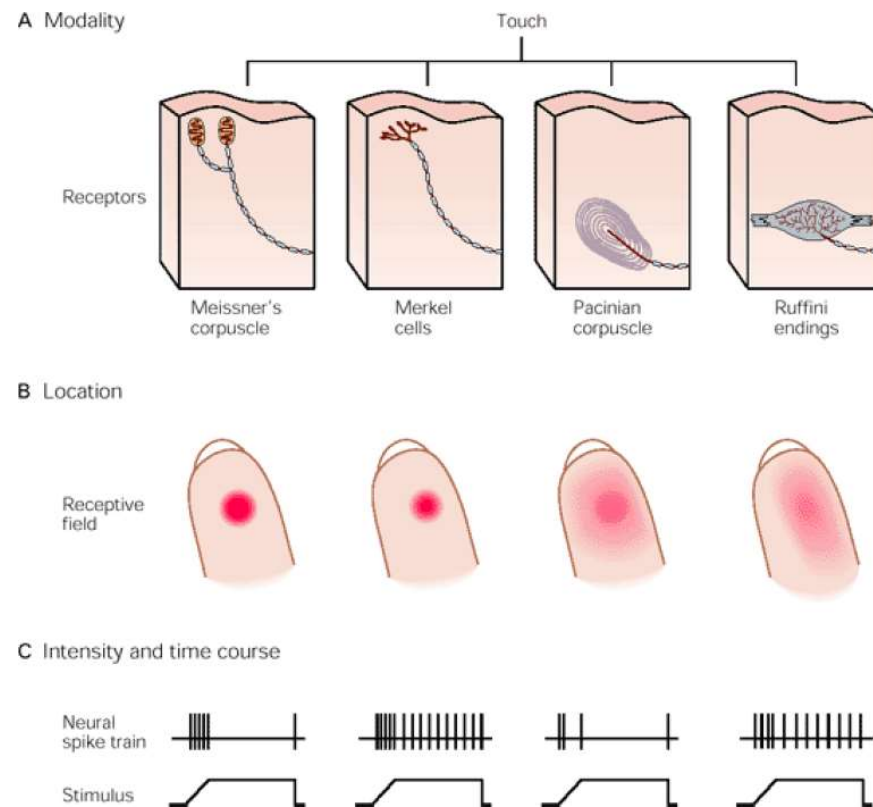 A Modality
Touch
Receptors
Meissner's
corpuscle
Merkel
cells
Pacinian
corpuscle
Ruffini
endings
B Location
Receptive
field
C Intensity and time course
Neural
spike train
Stimulus